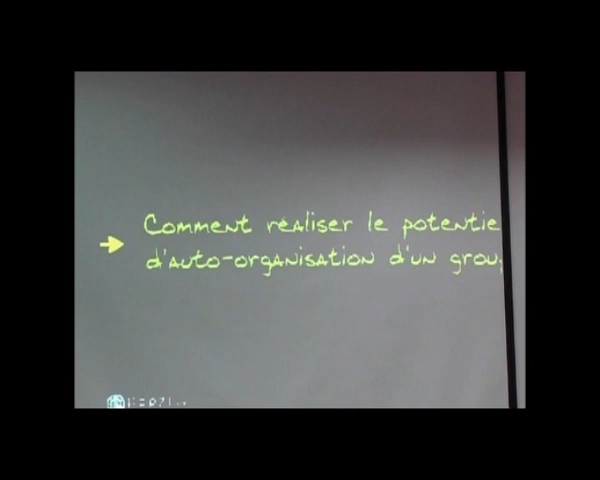 Comment réaliser le potentie
d'auto-organisation d'un grou